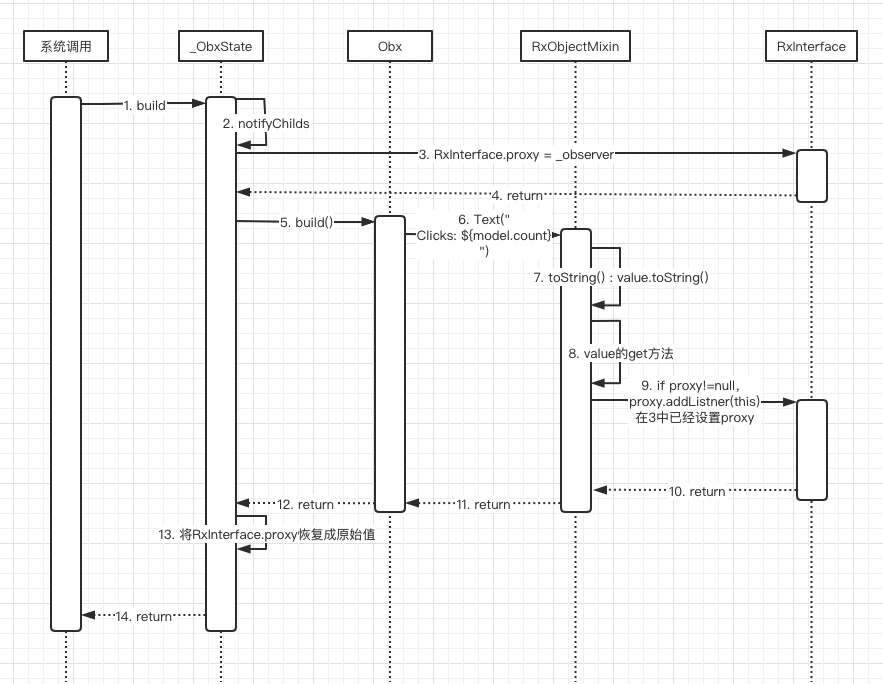 系统调用
_ObxState
Obx
RxObjectMixin
RxInterface
1. build
2. notifyChilds
3. RxInterface.proxy = _observer
4. return
5. build()
6. Text("
Clicks: ${model.count}
")
7. toString() : value.toString()
8. value的get方法
9. if proxy!=null,
proxy.addListner(this)
在3中已经设置proxy
10. return
11. return
12. return
13. 将RxInterface.proxy恢复成原始值
14. return